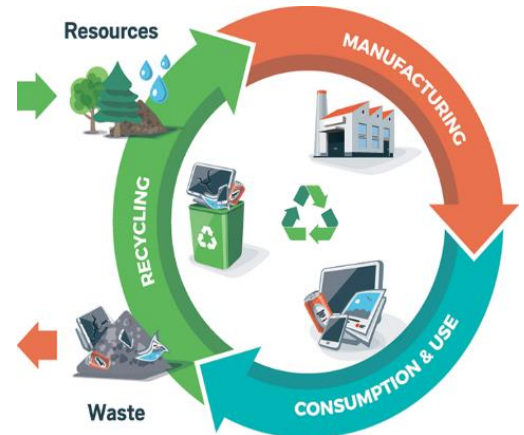 Resources
MANUFACTURING
RECYCLING
CONSUMPTION & USE
Waste